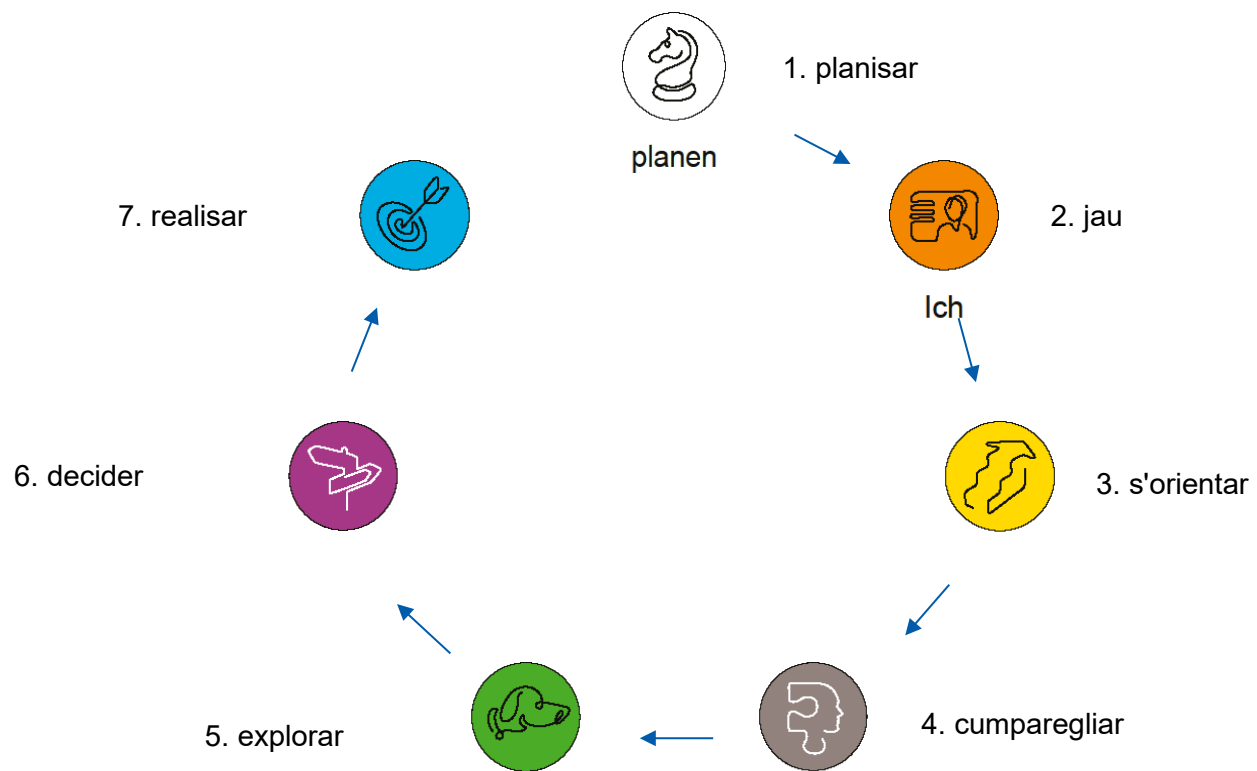 1. planisar
planen
2. jau
Ich
3. s'orientar
4. cumparegliar
5. explorar
6. decider
7. realisar